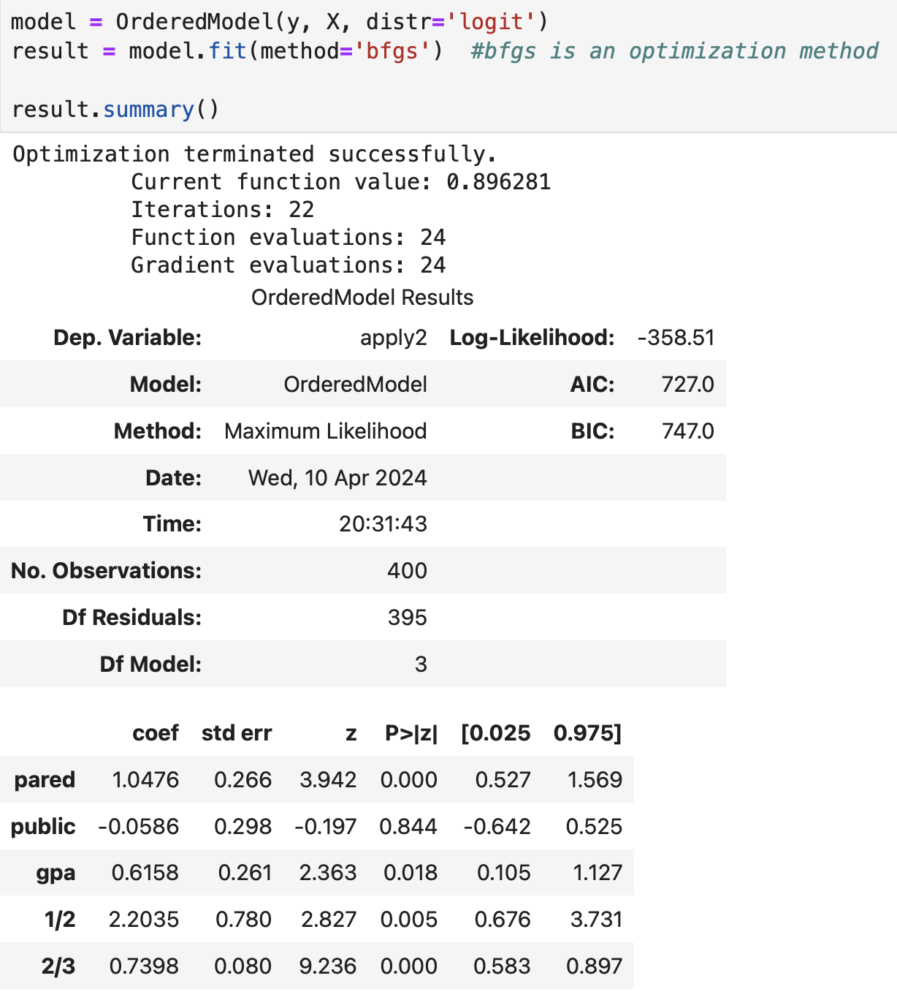 model = OrderedModel(y, X, distr='logit')
result = model.fit(method='bfgs')  #bfgs is an optimization method
result.summary()
Optimization terminated successfully.
Current function value: 0.896281
Iterations: 22
Function evaluations: 24
Gradient evaluations: 24
OrderedModel Results
Dep. Variable: apply2 Log-Likelihood: -358.51
Model: OrderedModel AIC: 727.0
Method: Maximum Likelihood BIC: 747.0
Date: Wed, 10 Apr 2024
Time: 20:31:43
No. Observations: 400
Df Residuals: 395
Df Model: 3
coef std err z P>|z| [0.025 0.975]
pared 1.0476 0.266 3.942 0.000 0.527 1.569
public -0.0586 0.298 -0.197 0.844 -0.642 0.525
gpa 0.6158 0.261 2.363 0.018 0.105 1.127
1/2 2.2035 0.780 2.827 0.005 0.676 3.731
2/3 0.7398 0.080 9.236 0.000 0.583 0.897